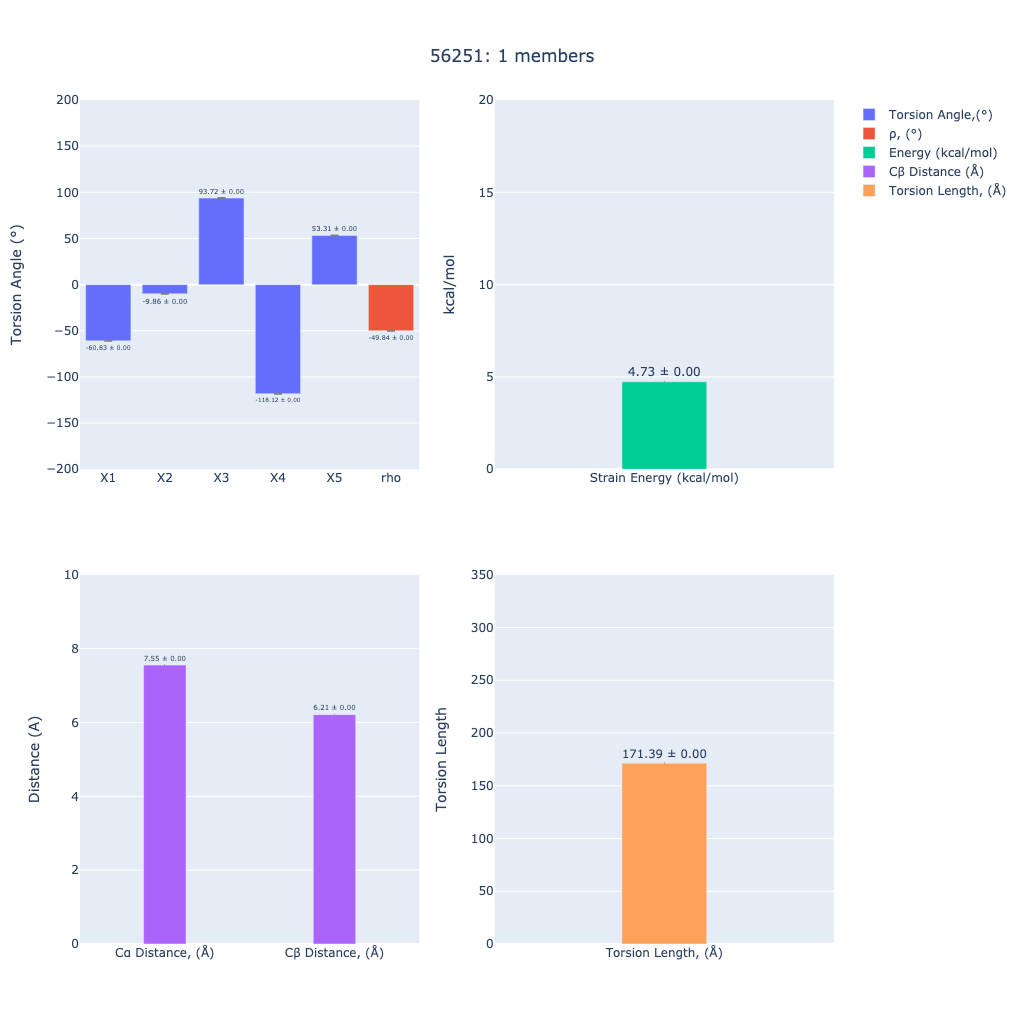 56251: 1 members
200
150
100
50
0
−50
−100
−150
−200
Torsion Angle (°)
-60.83 ± 0.00
-9.86 ± 0.00
93.72 ± 0.00
-118.12 ± 0.00
53.31 ± 0.00
-49.84 ± 0.00
X1
X2
X3
X4
X5
rho
20
15
10
5
0
kcal/mol
4.73 ± 0.00
Strain Energy (kcal/mol)
Torsion Angle,(°)
ρ, (°)
Energy (kcal/mol)
Cβ Distance (Å)
Torsion Length, (Å)
10
8
6
4
2
0
Distance (A)
7.55 ± 0.00
6.21 ± 0.00
Cα Distance, (Å)
Cβ Distance, (Å)
350
300
250
200
150
100
50
0
Torsion Length
171.39 ± 0.00
Torsion Length, (Å)